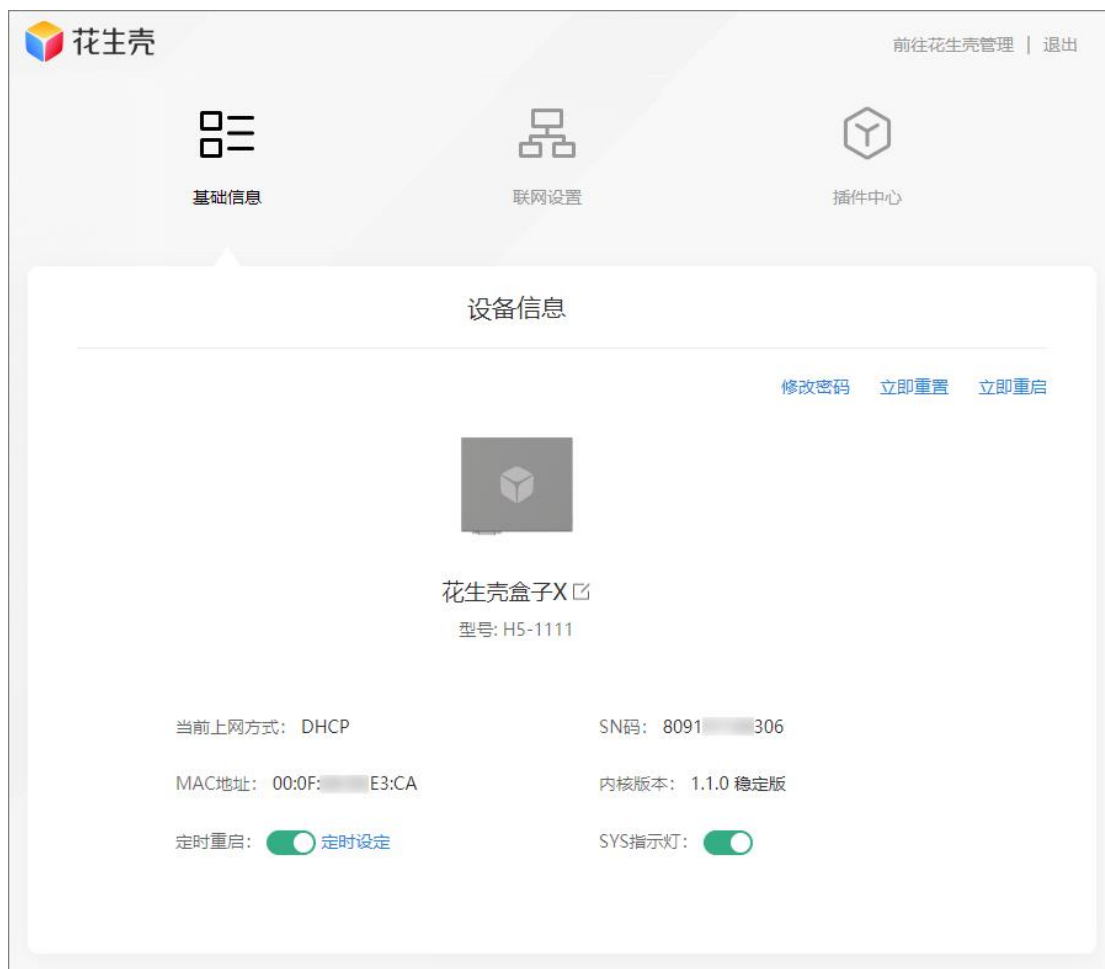 花生壳
前往花生壳管理 | 退出
基础信息 联网设置 插件中心
设备信息
修改密码 立即重置 立即重启
花生壳盒子X
型号: H5-1111
当前上网方式： DHCP SN码： 8091 306
MAC地址： 00:0F: E3:CA 内核版本： 1.1.0 稳定版
定时重启： 定时设定 SYS指示灯：